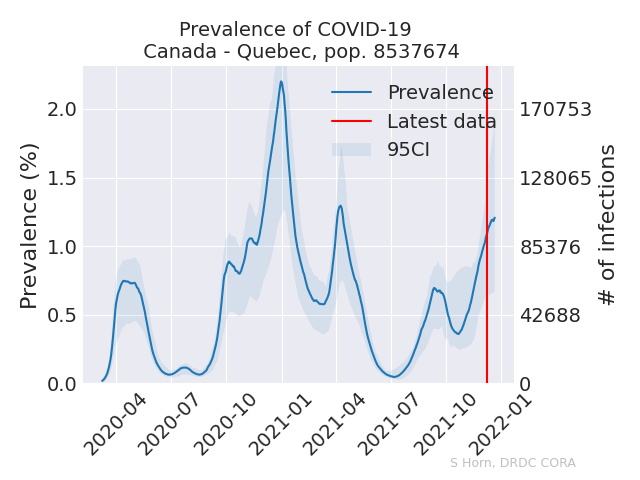 Prevalence of COVID-19
Canada - Quebec, pop. 8537674
Prevalence
Latest data
95CI
Prevalence (%)
2.0
1.5
1.0
0.5
0.0
170753
128065
85376
42688
0
# of infections
2020-04
2020-07
2020-10
2021-01
2021-04
2021-07
2021-10
2022-01
S Horn, DRDC CORA